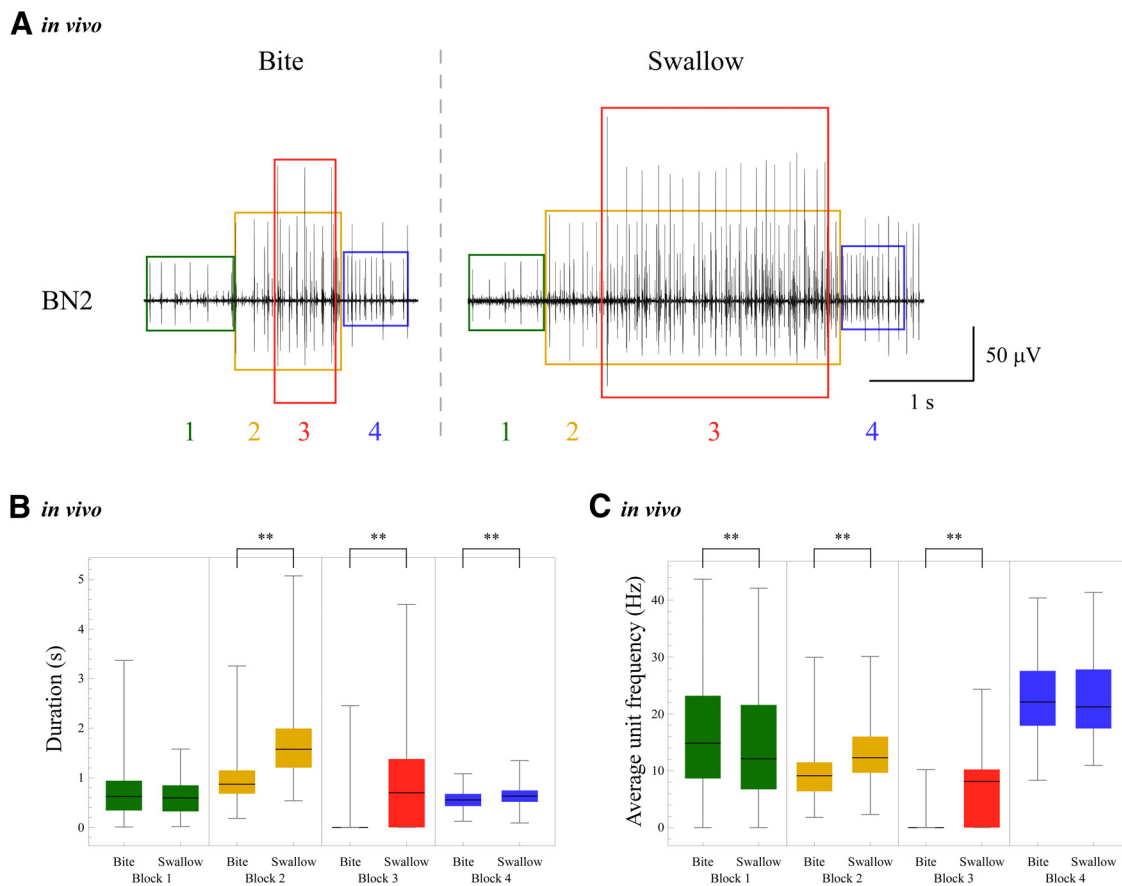 A in vivo
Bite Swallow
BN2
50 µV
1 s
1 2 3 4 1 2 3 4
B in vivo
** ** **
Duration (s)
5
4
3
2
1
0
Bite Swallow Bite Swallow Bite Swallow Bite Swallow
Block 1 Block 2 Block 3 Block 4
C in vivo
** ** **
Average unit frequency (Hz)
40
30
20
10
0
Bite Swallow Bite Swallow Bite Swallow Bite Swallow
Block 1 Block 2 Block 3 Block 4